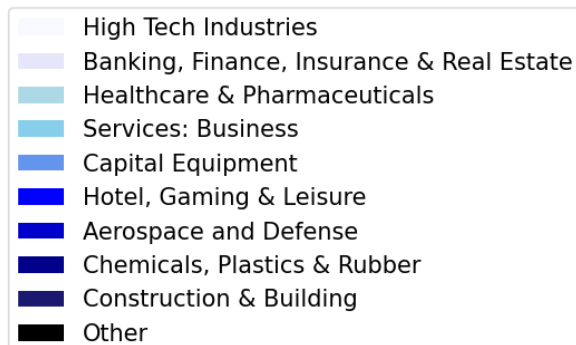 High Tech Industries
Banking, Finance, Insurance & Real Estate
Healthcare & Pharmaceuticals
Services: Business
Capital Equipment
Hotel, Gaming & Leisure
Aerospace and Defense
Chemicals, Plastics & Rubber
Construction & Building
Other